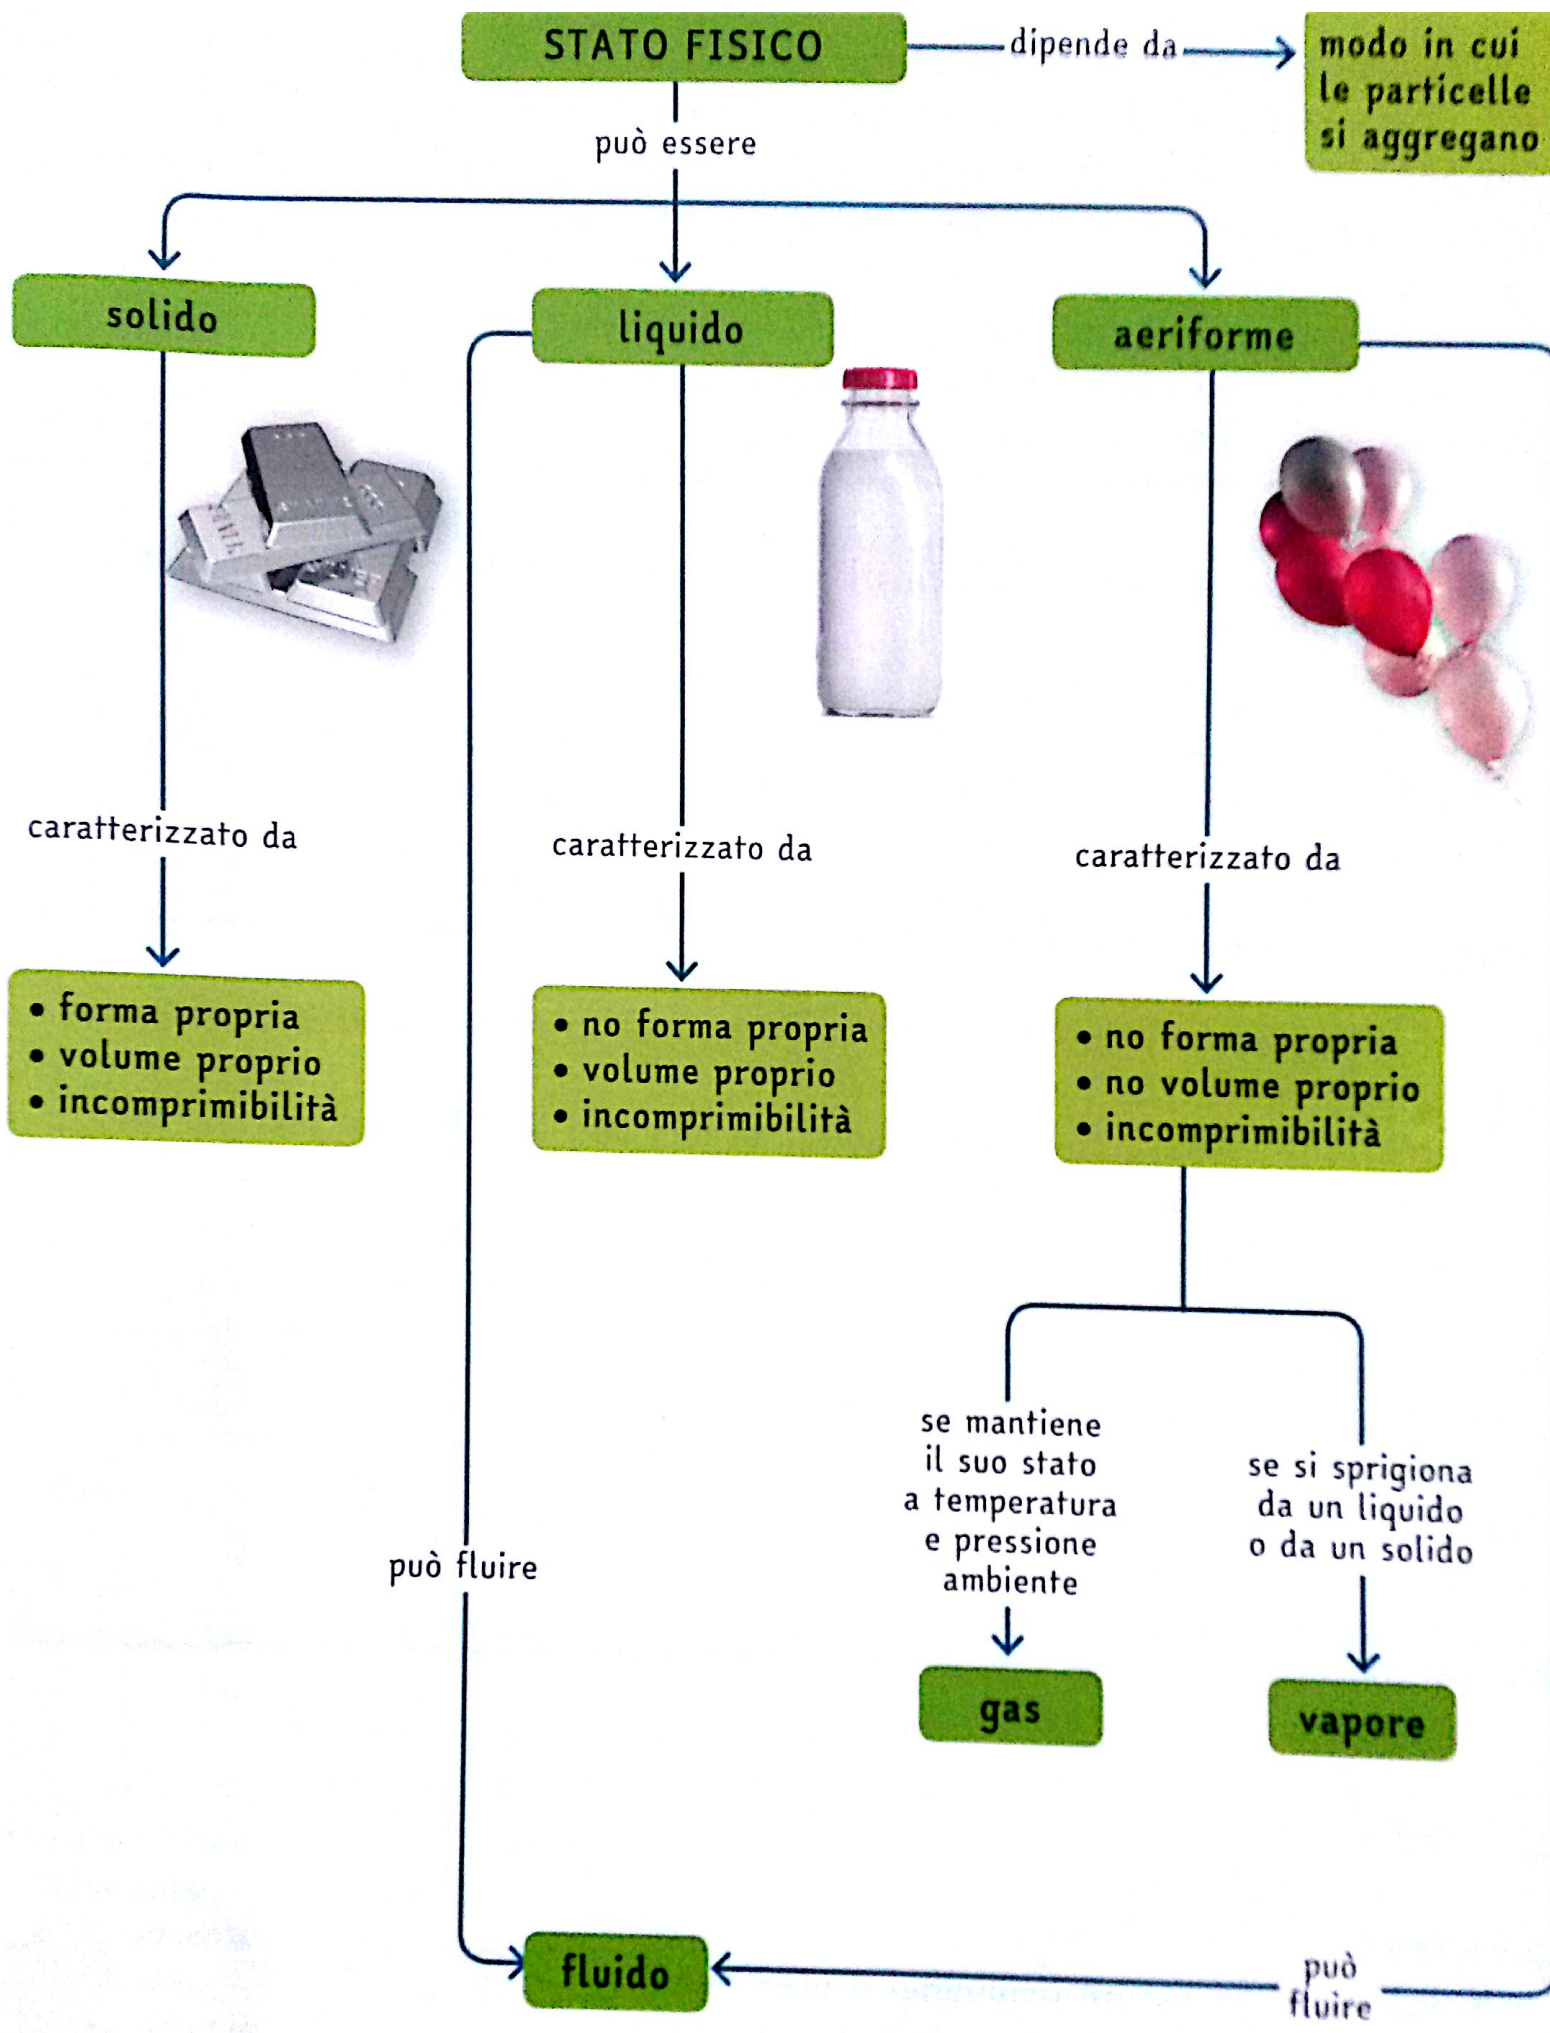 STATO FISICO
dipende da
modo in cui
le particelle
si aggregano
può essere
solido
liquido
aeriforme
caratterizzato da
caratterizzato da
caratterizzato da
• forma propria
• volume proprio
• incomprimibilità
• no forma propria
• volume proprio
• incomprimibilità
• no forma propria
• no volume proprio
• incomprimibilità
se mantiene
il suo stato
a temperatura
e pressione
ambiente
se si sprigiona
da un liquido
o da un solido
può fluire
gas
vapore
fluido
può
fluire